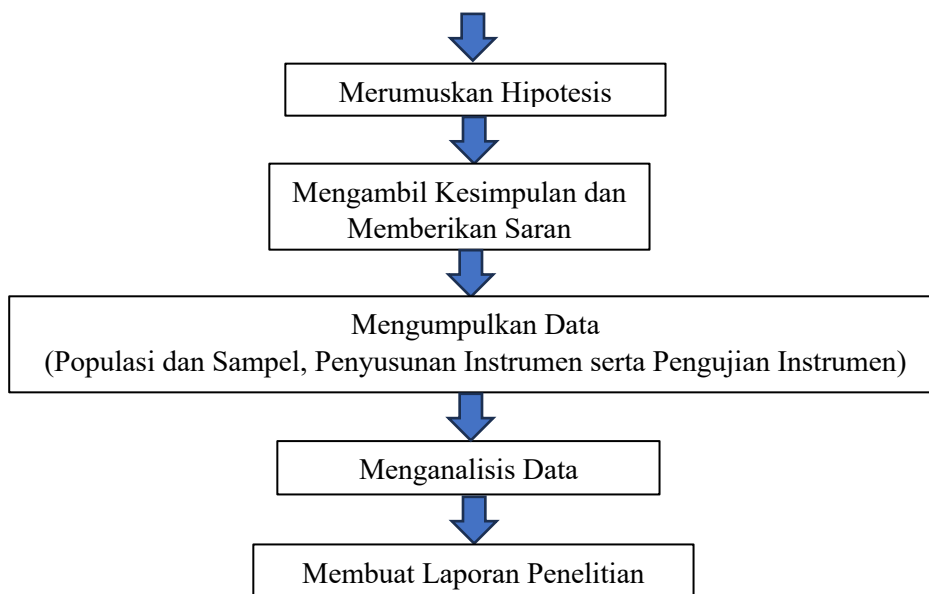 Merumuskan Hipotesis
Mengambil Kesimpulan dan
Memberikan Saran
Mengumpulkan Data
(Populasi dan Sampel, Penyusunan Instrumen serta Pengujian Instrumen)
Menganalisis Data
Membuat Laporan Penelitian